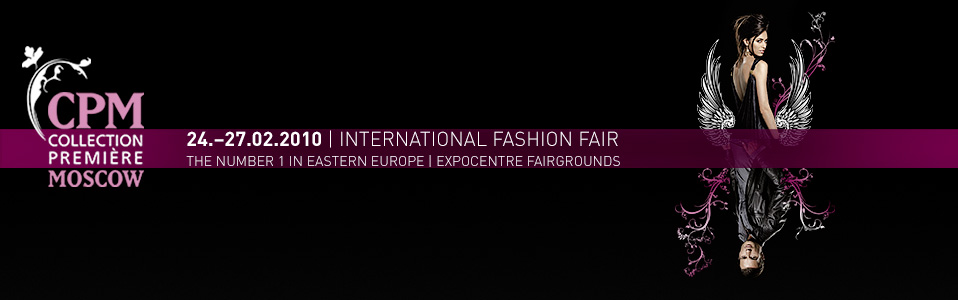 CPM
COLLECTION
PREMIÈRE
MOSCOW
24.–27.02.2010 | INTERNATIONAL FASHION FAIR
THE NUMBER 1 IN EASTERN EUROPE | EXPOCENTRE FAIRGROUNDS